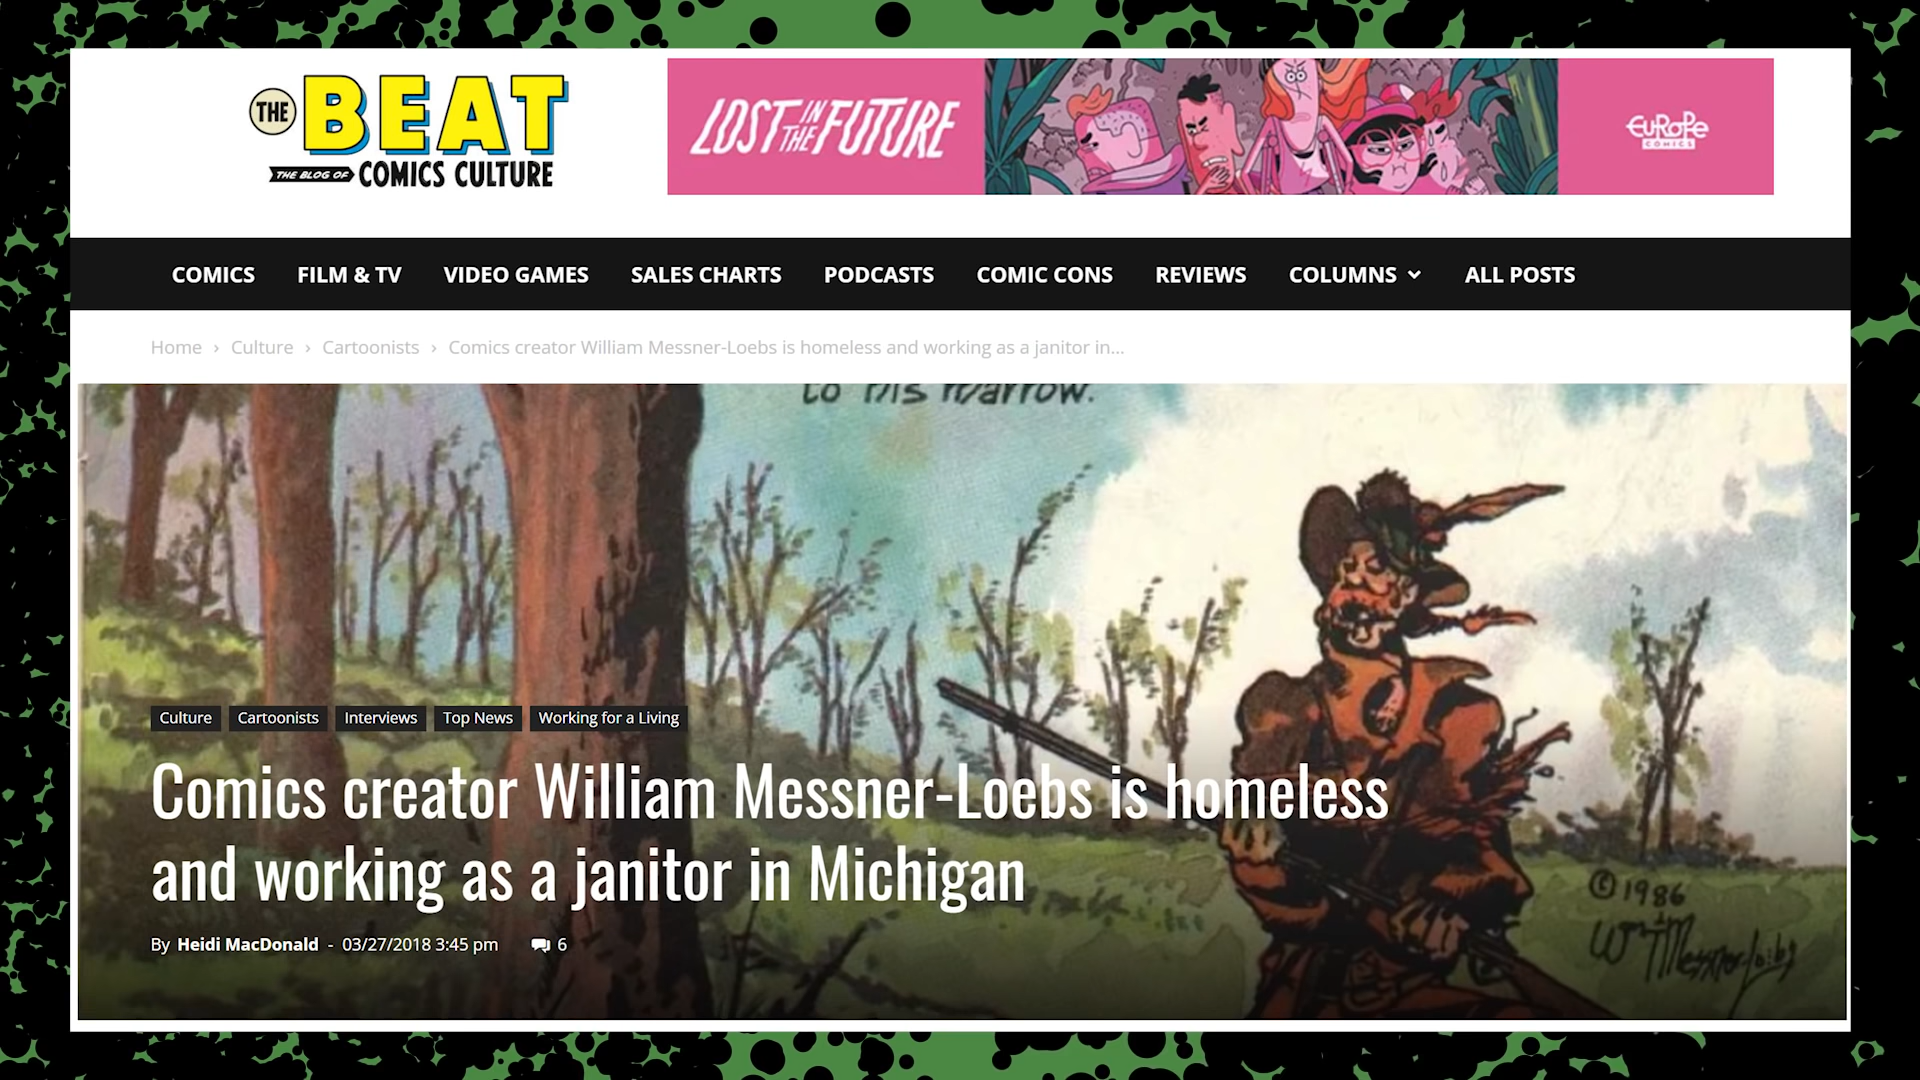 THE BEAT
THE BLOG OF COMICS CULTURE
LOST IN THE FUTURE
EUROPE
COMICS
COMICS FILM & TV VIDEO GAMES SALES CHARTS PODCASTS COMIC CONS REVIEWS COLUMNS ALL POSTS
Home › Culture › Cartoonists › Comics creator William Messner-Loebs is homeless and working as a janitor in...
to his marrow.
Culture Cartoonists Interviews Top News Working for a Living
Comics creator William Messner-Loebs is homeless
and working as a janitor in Michigan
By Heidi MacDonald - 03/27/2018 3:45 pm 6
© 1986
Wm Messner-Loebs